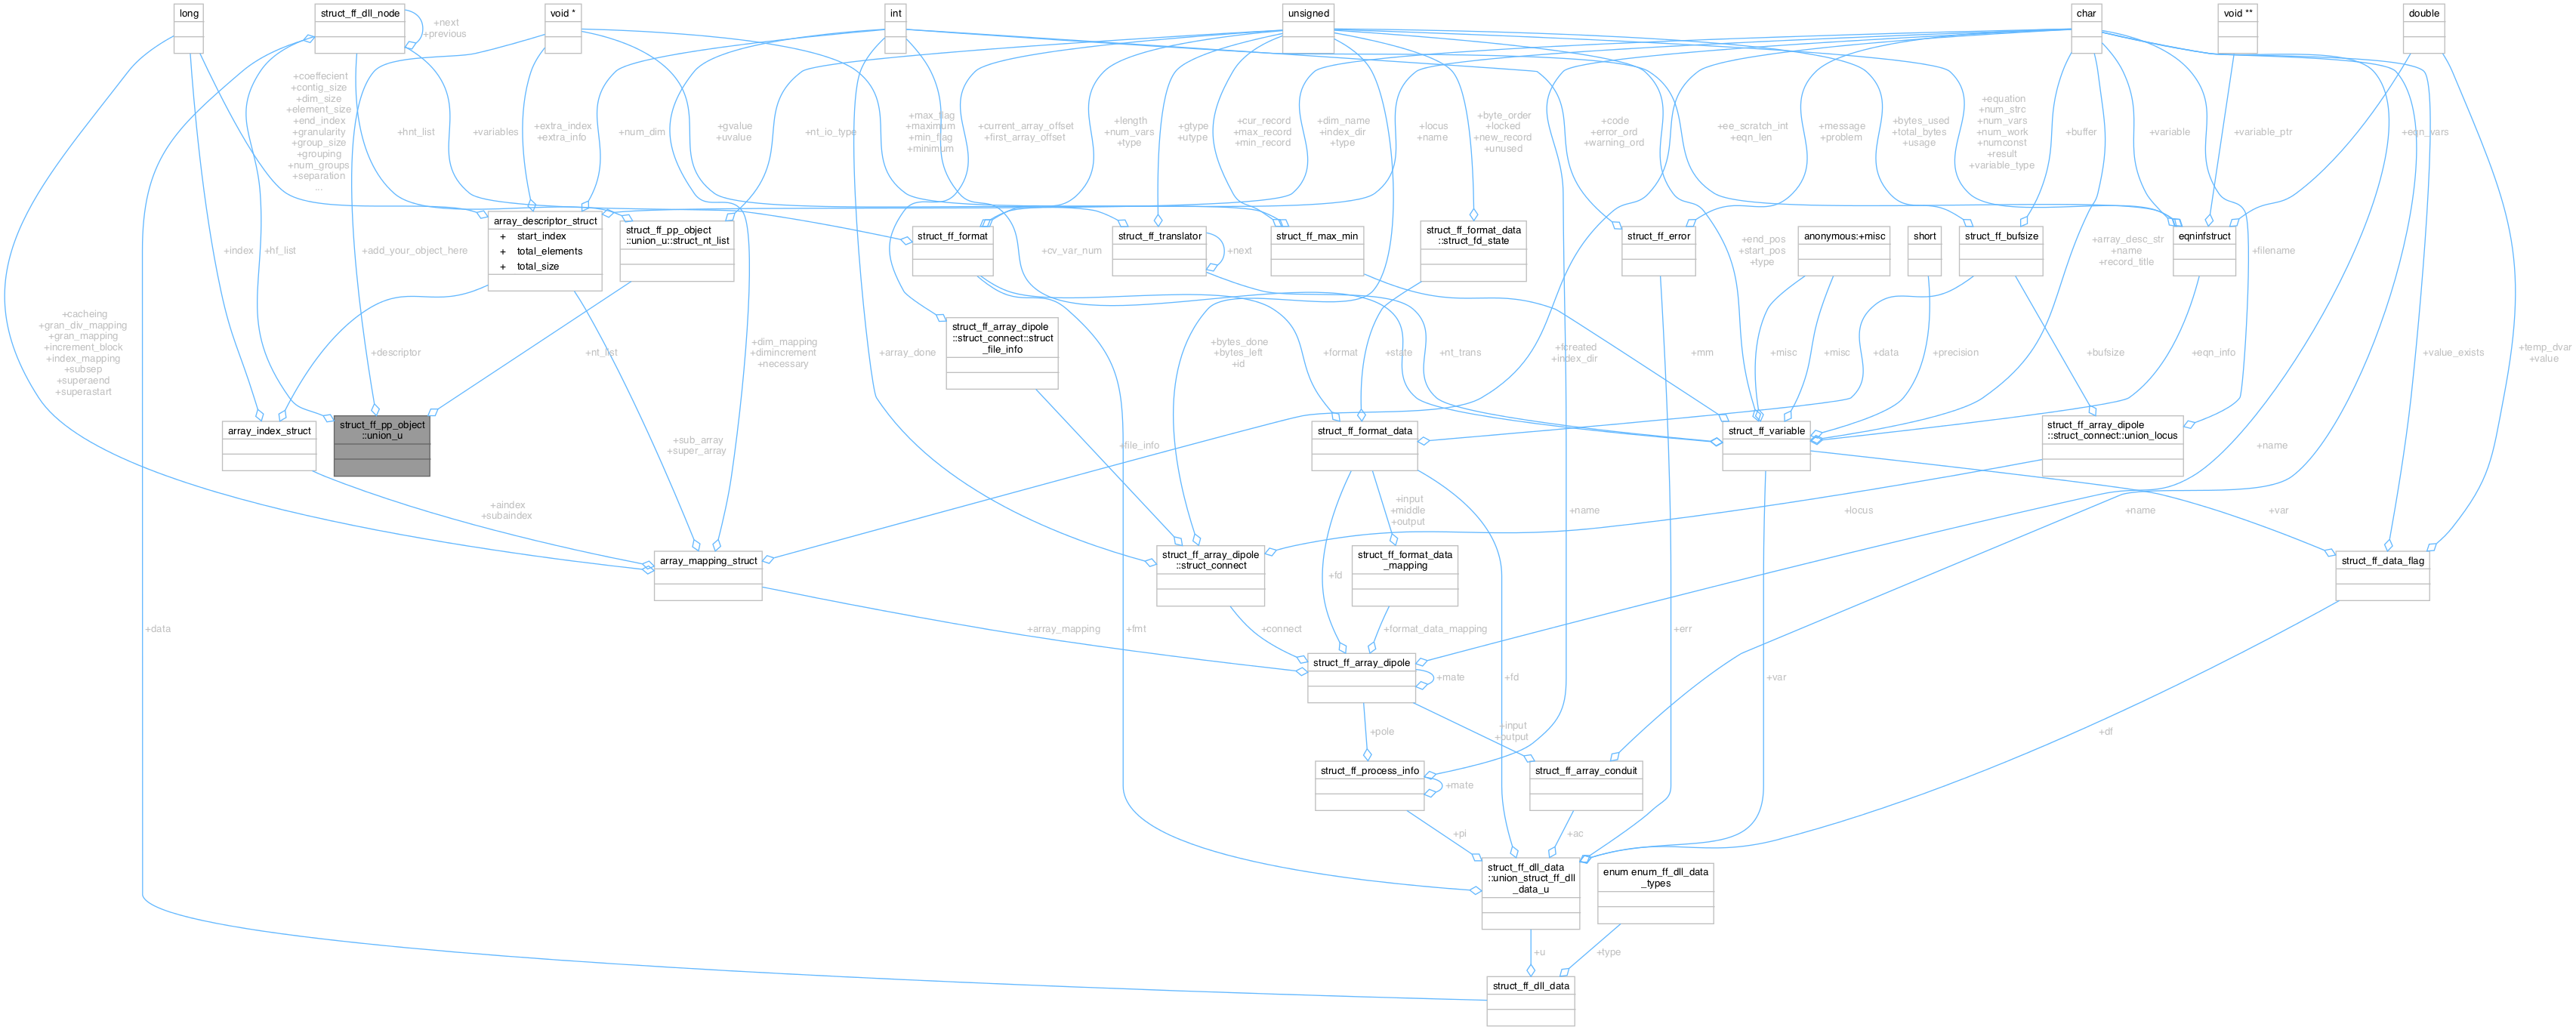 long
struct_ff_dll_node
void *
int
unsigned
char
void **
double
+next
+previous
+coeffecient
+contig_size
+dim_size
+element_size
+end_index
+granularity
+group_size
+grouping
+num_groups
+separation
...
+hnt_list
+variables
+extra_index
+extra_info
+num_dim
+gvalue
+uvalue
+nt_io_type
+max_flag
+maximum
+min_flag
+minimum
+current_array_offset
+first_array_offset
+length
+num_vars
+type
+gtype
+utype
+cur_record
+max_record
+min_record
+dim_name
+index_dir
+type
+locus
+name
+byte_order
+locked
+new_record
+unused
+code
+error_ord
+warning_ord
+ee_scratch_int
+eqn_len
+message
+problem
+bytes_used
+total_bytes
+usage
+equation
+num_strc
+num_vars
+num_work
+numconst
+result
+variable_type
+buffer
+variable
+variable_ptr
+eqn_vars
+index
+hf_list
+add_your_object_here
array_descriptor_struct
+ start_index
+ total_elements
+ total_size
struct_ff_pp_object
::union_u::struct_nt_list
struct_ff_format
+cv_var_num
struct_ff_translator
+next
struct_ff_max_min
struct_ff_format_data
::struct_fd_state
struct_ff_error
+end_pos
+start_pos
+type
anonymous:+misc
short
struct_ff_bufsize
+array_desc_str
+name
+record_title
eqninfstruct
+filename
+cacheing
+gran_div_mapping
+gran_mapping
+increment_block
+index_mapping
+subsep
+superaend
+superastart
+descriptor
+nt_list
+dim_mapping
+dimincrement
+necessary
+array_done
struct_ff_array_dipole
::struct_connect::struct
_file_info
+bytes_done
+bytes_left
+id
+format
+state
+nt_trans
+fcreated
+index_dir
+mm
+misc
+misc
+data
+precision
+bufsize
+eqn_info
+value_exists
+temp_dvar
+value
array_index_struct
struct_ff_pp_object
::union_u
+sub_array
+super_array
+file_info
struct_ff_format_data
struct_ff_variable
struct_ff_array_dipole
::struct_connect::union_locus
+name
+aindex
+subaindex
+input
+middle
+output
+name
+locus
+name
+var
array_mapping_struct
struct_ff_array_dipole
::struct_connect
+fd
struct_ff_format_data
_mapping
struct_ff_data_flag
+data
+array_mapping
+fmt
+connect
+format_data_mapping
+err
struct_ff_array_dipole
+mate
+fd
+var
+pole
+input
+output
+df
struct_ff_process_info
+mate
struct_ff_array_conduit
+pi
+ac
struct_ff_dll_data
::union_struct_ff_dll
_data_u
enum enum_ff_dll_data
_types
+u
+type
struct_ff_dll_data